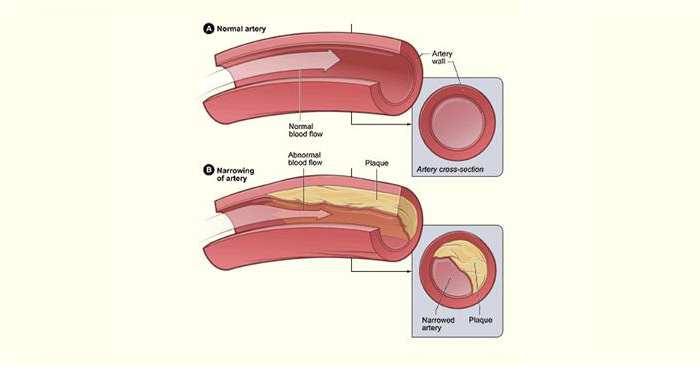 A Normal artery
Artery
wall
Normal
blood flow
Artery cross-section
B Narrowing
of artery
Abnormal
blood flow
Plaque
Narrowed
artery
Plaque